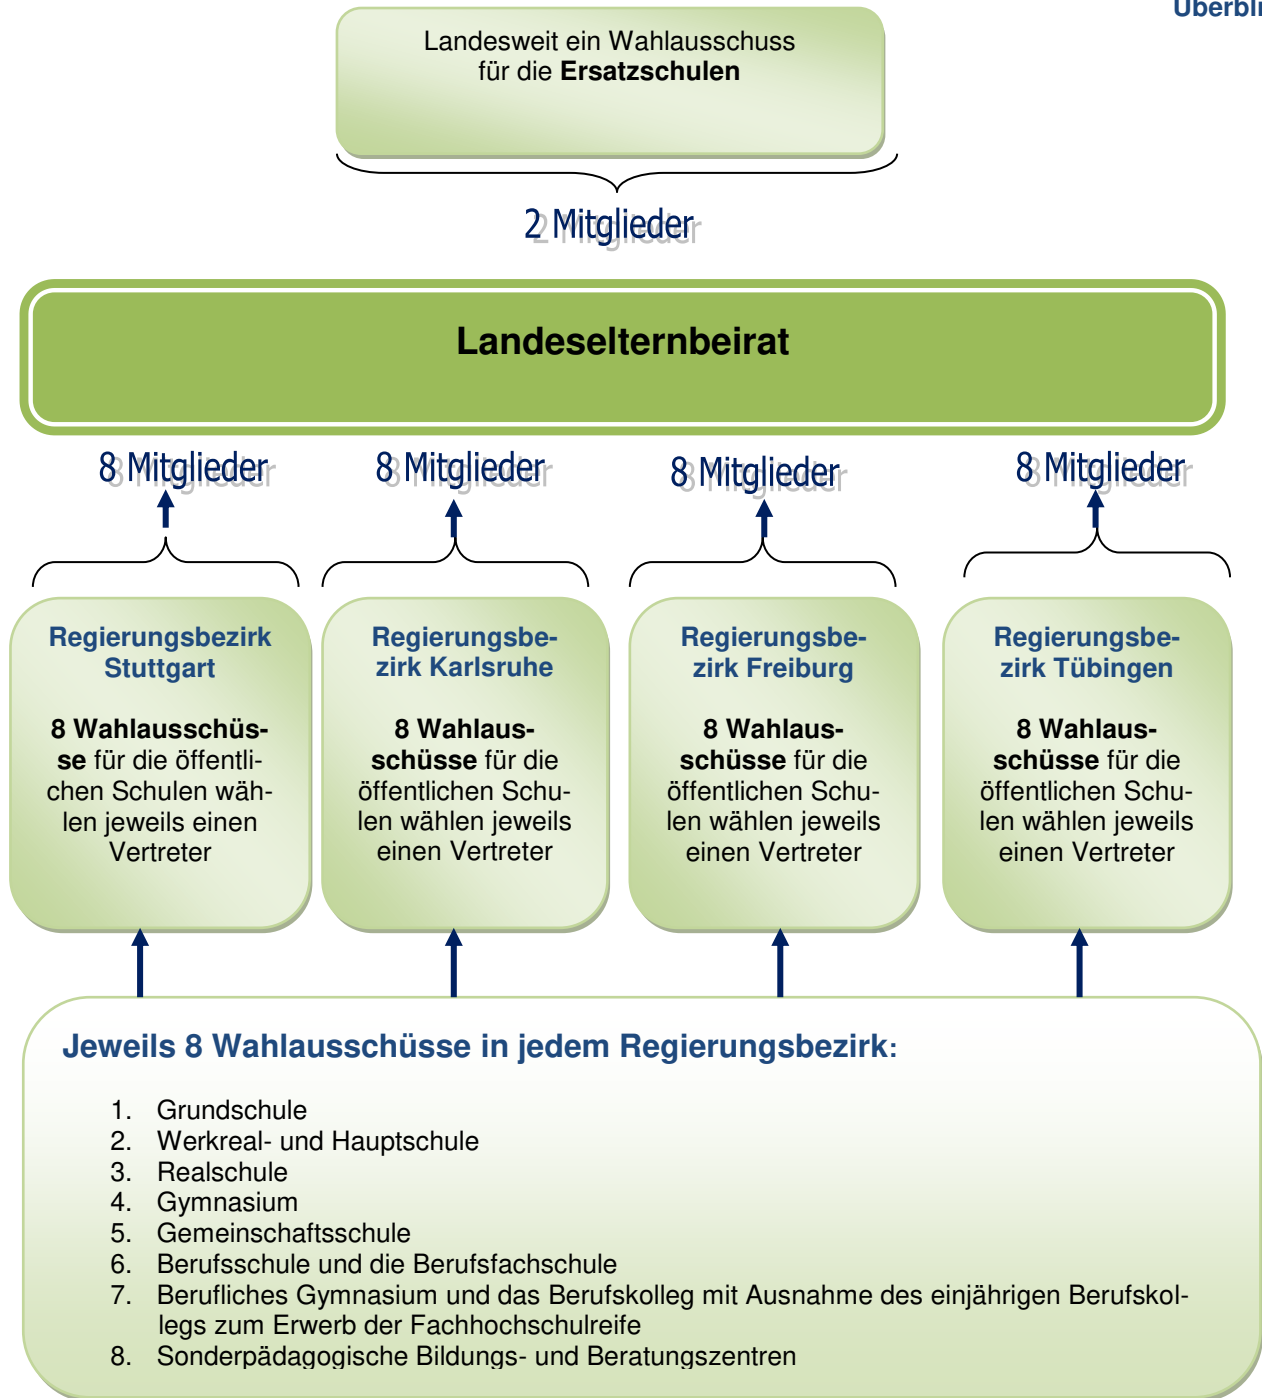 Überbli
Landesweit ein Wahlausschuss
für die Ersatzschulen
2 Mitglieder
Landeselternbeirat
8 Mitglieder
8 Mitglieder
8 Mitglieder
8 Mitglieder
Regierungsbezirk
Stuttgart
8 Wahlausschüs-
se für die öffentli-
chen Schulen wäh-
len jeweils einen
Vertreter
Regierungsbe-
zirk Karlsruhe
8 Wahlaus-
schüsse für die
öffentlichen Schu-
len wählen jeweils
einen Vertreter
Regierungsbe-
zirk Freiburg
8 Wahlaus-
schüsse für die
öffentlichen Schu-
len wählen jeweils
einen Vertreter
Regierungsbe-
zirk Tübingen
8 Wahlaus-
schüsse für die
öffentlichen Schu-
len wählen jeweils
einen Vertreter
Jeweils 8 Wahlausschüsse in jedem Regierungsbezirk:
1. Grundschule
2. Werkreal- und Hauptschule
3. Realschule
4. Gymnasium
5. Gemeinschaftsschule
6. Berufsschule und die Berufsfachschule
7. Berufliches Gymnasium und das Berufskolleg mit Ausnahme des einjährigen Berufskol-
legs zum Erwerb der Fachhochschulreife
8. Sonderpädagogische Bildungs- und Beratungszentren